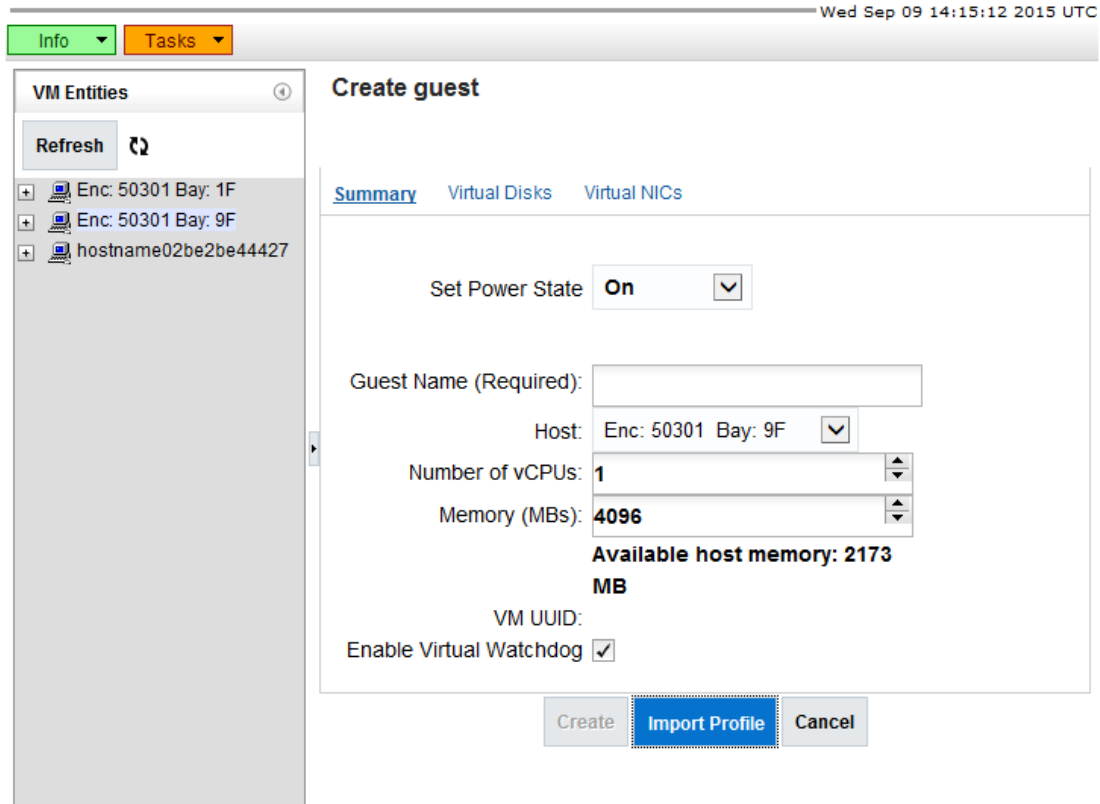 Wed Sep 09 14:15:12 2015 UTC
Info Tasks
VM Entities
Refresh
Enc: 50301 Bay: 1F
Enc: 50301 Bay: 9F
hostname02be2be44427
Create guest
Summary Virtual Disks Virtual NICs
Set Power State On
Guest Name (Required):
Host: Enc: 50301 Bay: 9F
Number of vCPUs: 1
Memory (MBs): 4096
Available host memory: 2173
MB
VM UUID:
Enable Virtual Watchdog
Create Import Profile Cancel